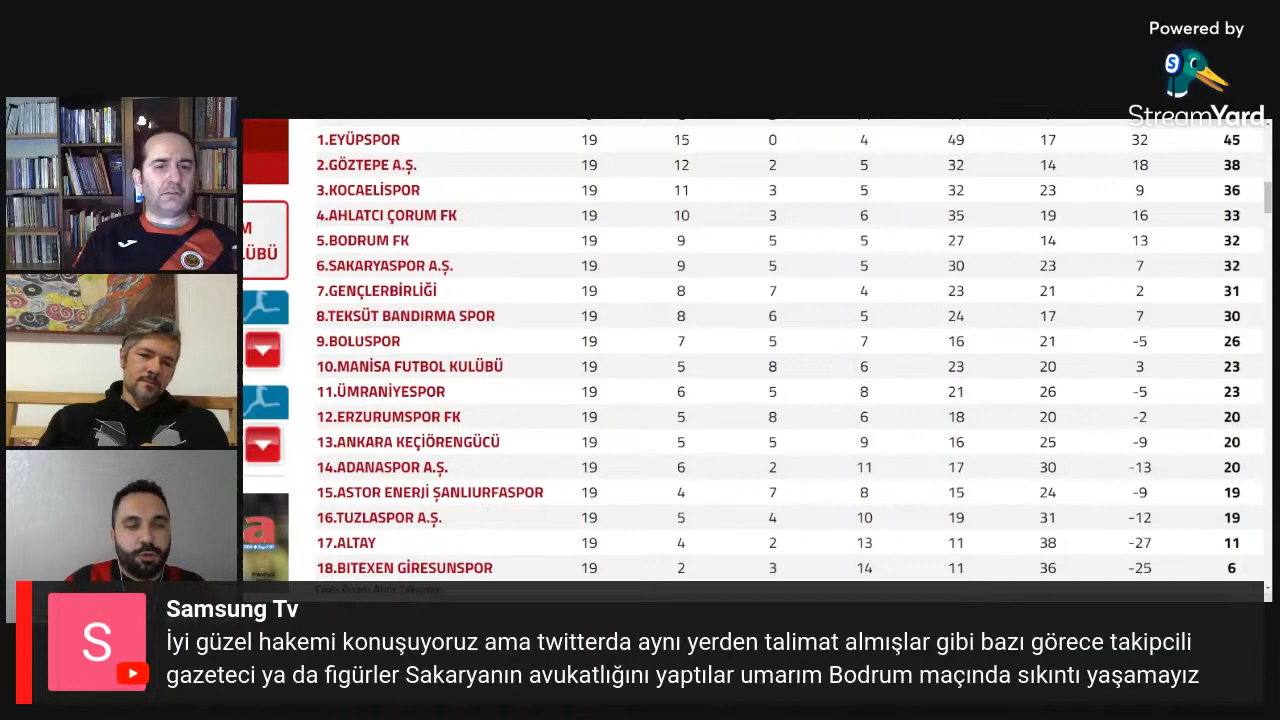 Powered by
StreamYard
1.EYÜPSPOR 19 15 0 4 49 17 32 45
2.GÖZTEPE A.Ş. 19 12 2 5 32 14 18 38
3.KOCAELİSPOR 19 11 3 5 32 23 9 36
4.AHLATCI ÇORUM FK 19 10 3 6 35 19 16 33
5.BODRUM FK 19 9 5 5 27 14 13 32
6.SAKARYASPOR A.Ş. 19 9 5 5 30 23 7 32
7.GENÇLERBİRLİĞİ 19 8 7 4 23 21 2 31
8.TEKSÜT BANDIRMA SPOR 19 8 6 5 24 17 7 30
9.BOLUSPOR 19 7 5 7 16 21 -5 26
10.MANİSA FUTBOL KULÜBÜ 19 5 8 6 23 20 3 23
11.ÜMRANİYESPOR 19 6 5 8 21 26 -5 23
12.ERZURUMSPOR FK 19 5 8 6 18 20 -2 20
13.ANKARA KEÇİÖRENGÜCÜ 19 5 5 9 16 25 -9 20
14.ADANASPOR A.Ş. 19 6 2 11 17 30 -13 20
15.ASTOR ENERJİ ŞANLIURFASPOR 19 4 7 8 15 24 -9 19
16.TUZLASPOR A.Ş. 19 5 4 10 19 31 -12 19
17.ALTAY 19 4 2 13 11 38 -27 11
18.BITEXEN GİRESUNSPOR 19 2 3 14 11 36 -25 6
S
Samsung Tv
İyi güzel hakemi konuşuyoruz ama twitterda aynı yerden talimat almışlar gibi bazı görece takipcili
gazeteci ya da figürler Sakaryanın avukatlığını yaptılar umarım Bodrum maçında sıkıntı yaşamayız